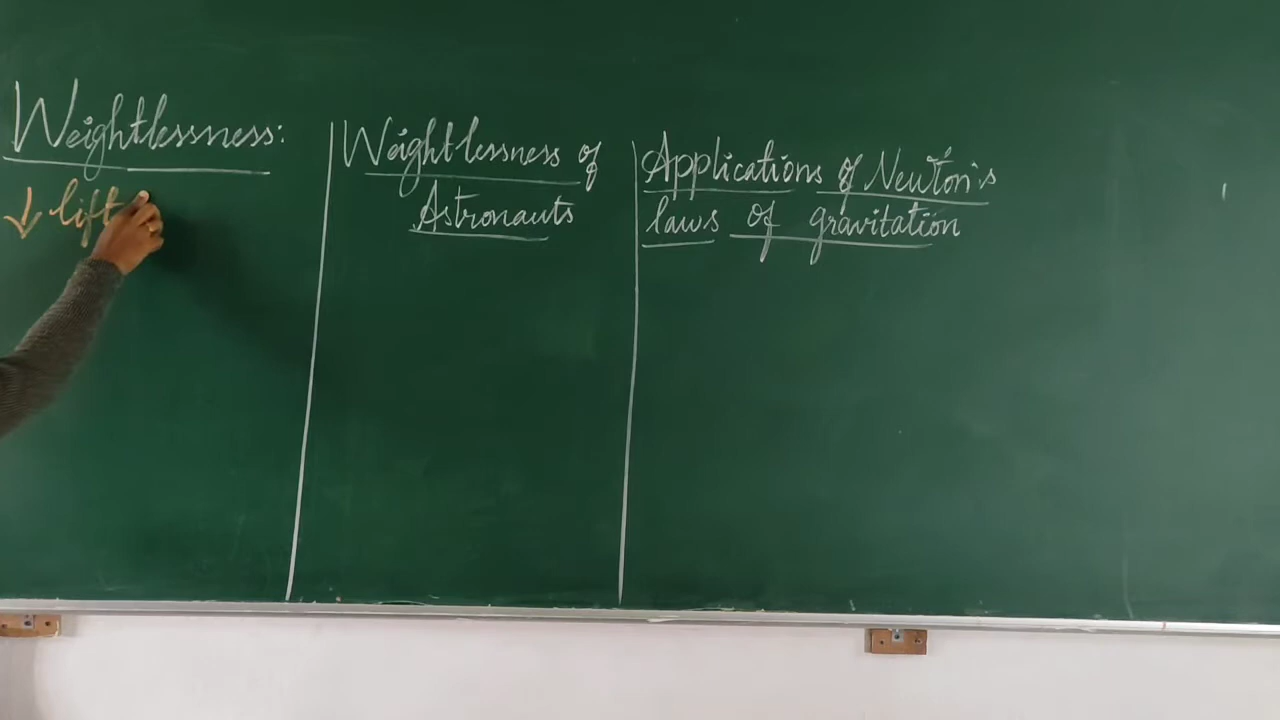 Weightlessness:
↓ lift
Weightlessness of
Astronauts
Applications of Newton's
laws of gravitation